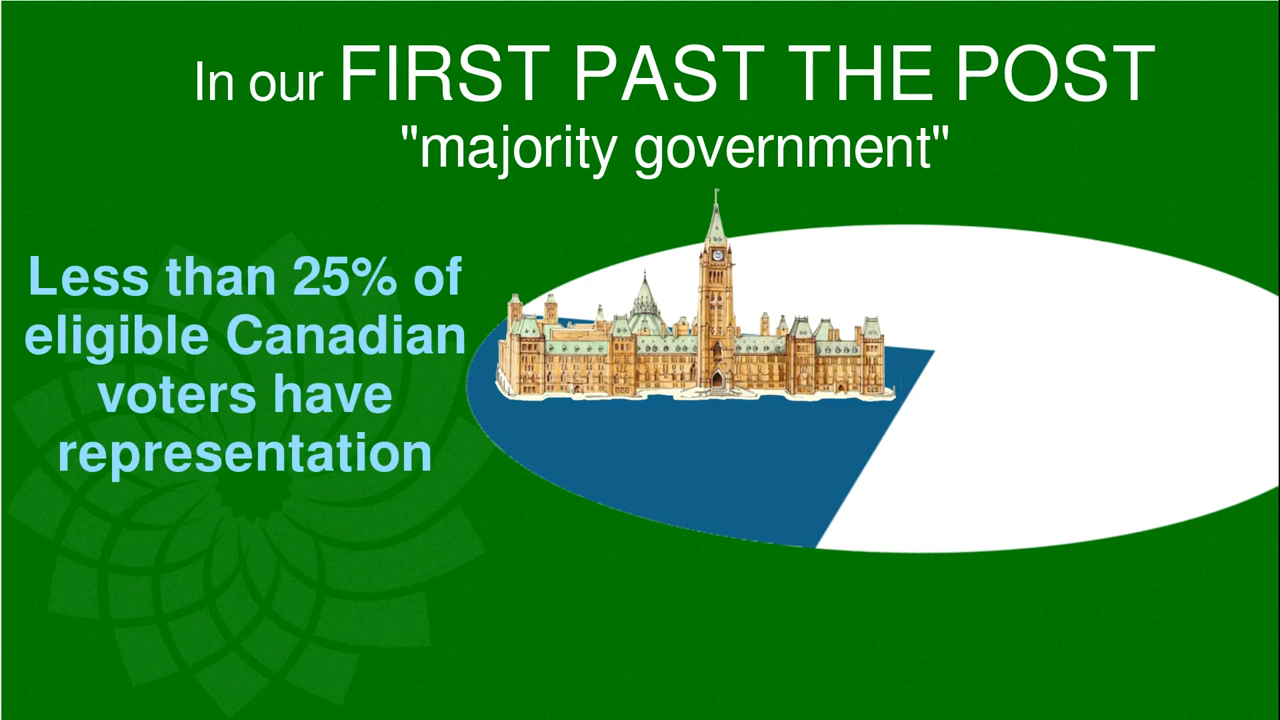 In our FIRST PAST THE POST
"majority government"
Less than 25% of
eligible Canadian
voters have
representation